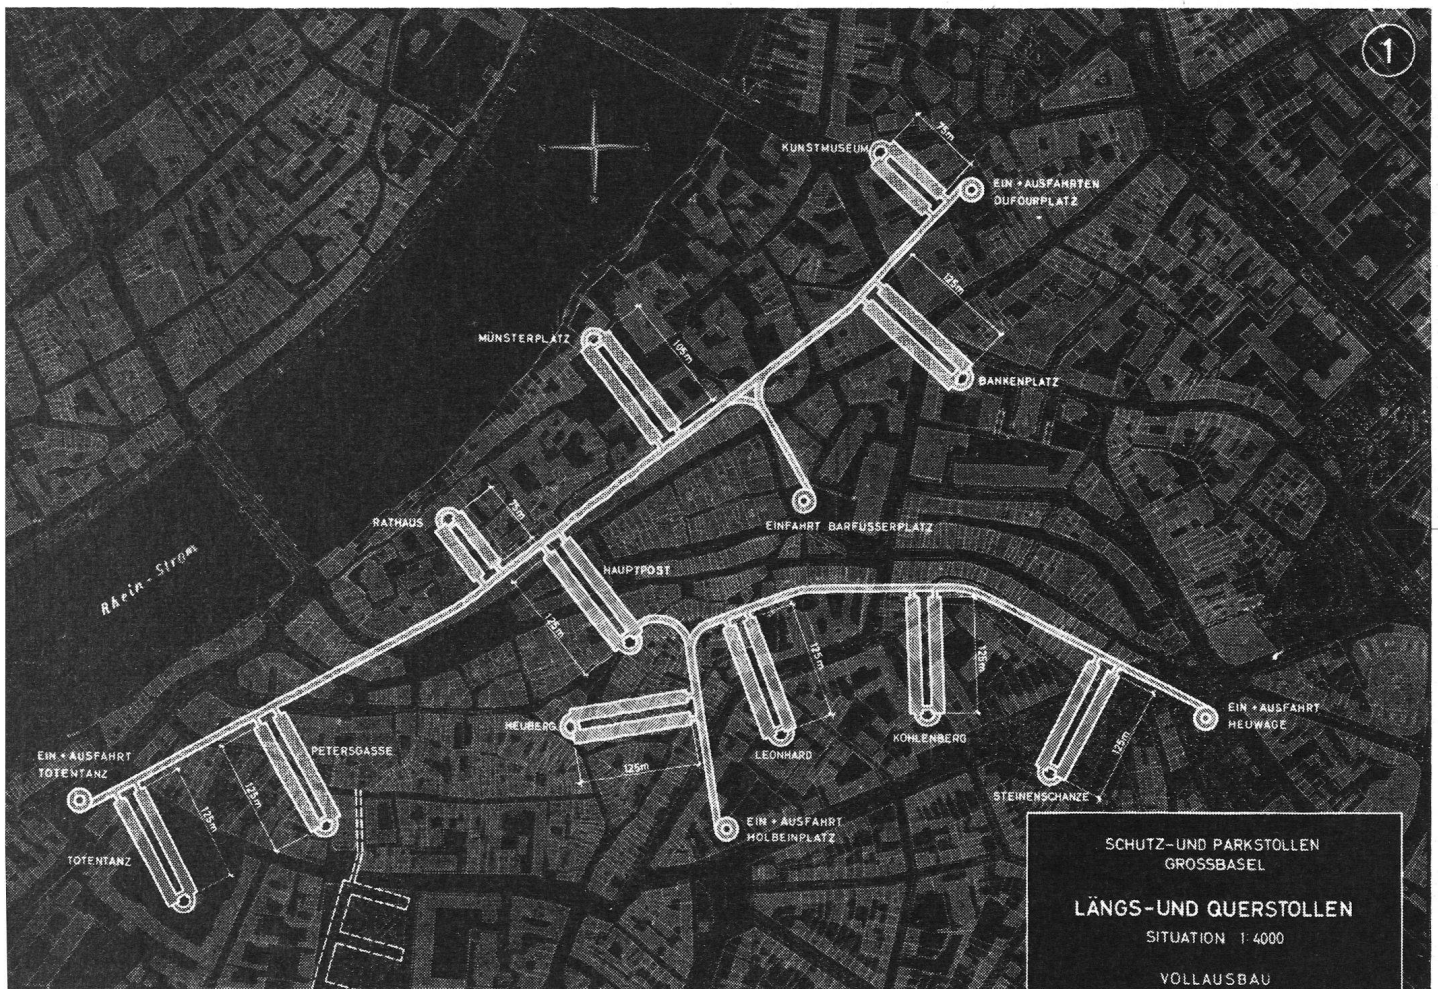 1
KUNSTMUSEUM
75m
EIN + AUSFAHRTEN
DUFOURPLATZ
125m
MÜNSTERPLATZ
105m
BANKENPLATZ
RATHAUS
75m
EINFAHRT BARFÜSSERPLATZ
Rhein-Strom
HAUPTPOST
125m
125m
125m
HEUBERG
125m
LEONHARD
KOHLENBERG
125m
STEINENSCHANZE
EIN + AUSFAHRT
HEUWAGE
EIN + AUSFAHRT
TOTENTANZ
PETERSGASSE
125m
125m
TOTENTANZ
EIN + AUSFAHRT
HOLBEINPLATZ
SCHUTZ-UND PARKSTOLLEN
GROSSBASEL
LÄNGS-UND QUERSTOLLEN
SITUATION 1:4000
VOLLAUSBAU